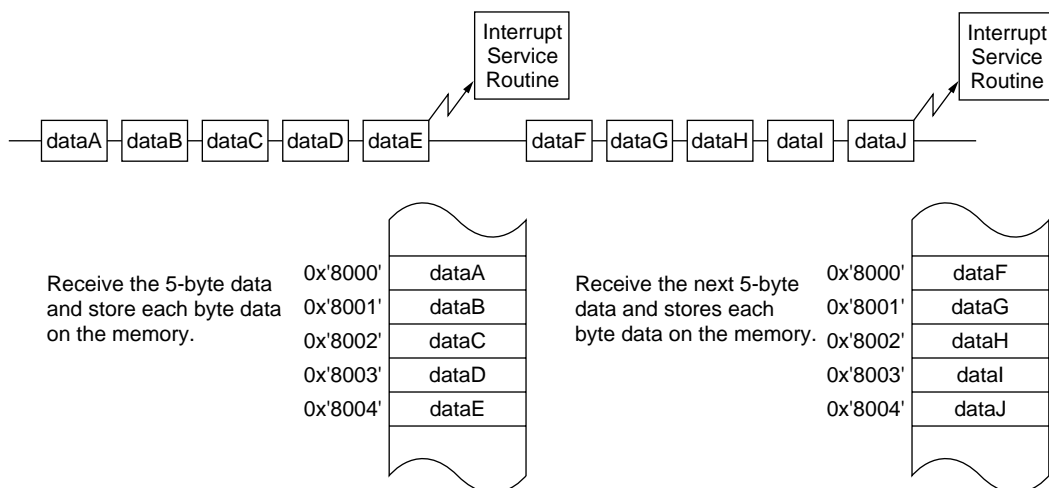 Interrupt
Service
Routine
Interrupt
Service
Routine
dataA dataB dataC dataD dataE dataF dataG dataH dataI dataJ
Receive the 5-byte data
and store each byte data
on the memory.
0x'8000' dataA
0x'8001' dataB
0x'8002' dataC
0x'8003' dataD
0x'8004' dataE
Receive the next 5-byte
data and stores each
byte data on the memory.
0x'8000' dataF
0x'8001' dataG
0x'8002' dataH
0x'8003' dataI
0x'8004' dataJ